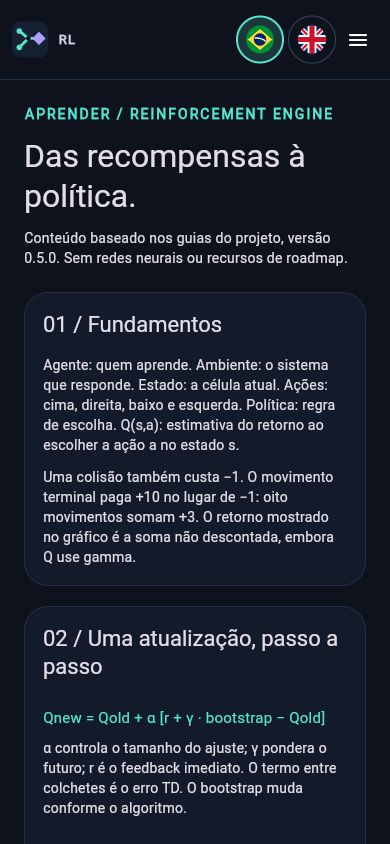 RL
APRENDER / REINFORCEMENT ENGINE
Das recompensas à
política.
Conteúdo baseado nos guias do projeto, versão
0.5.0. Sem redes neurais ou recursos de roadmap.
01 / Fundamentos
Agente: quem aprende. Ambiente: o sistema
que responde. Estado: a célula atual. Ações:
cima, direita, baixo e esquerda. Política: regra
de escolha. Q(s,a): estimativa do retorno ao
escolher a ação a no estado s.
Uma colisão também custa −1. O movimento
terminal paga +10 no lugar de −1: oito
movimentos somam +3. O retorno mostrado
no gráfico é a soma não descontada, embora
Q use gamma.
02 / Uma atualização, passo a
passo
Qnew = Qold + α [r + γ · bootstrap − Qold]
α controla o tamanho do ajuste; γ pondera o
futuro; r é o feedback imediato. O termo entre
colchetes é o erro TD. O bootstrap muda
conforme o algoritmo.